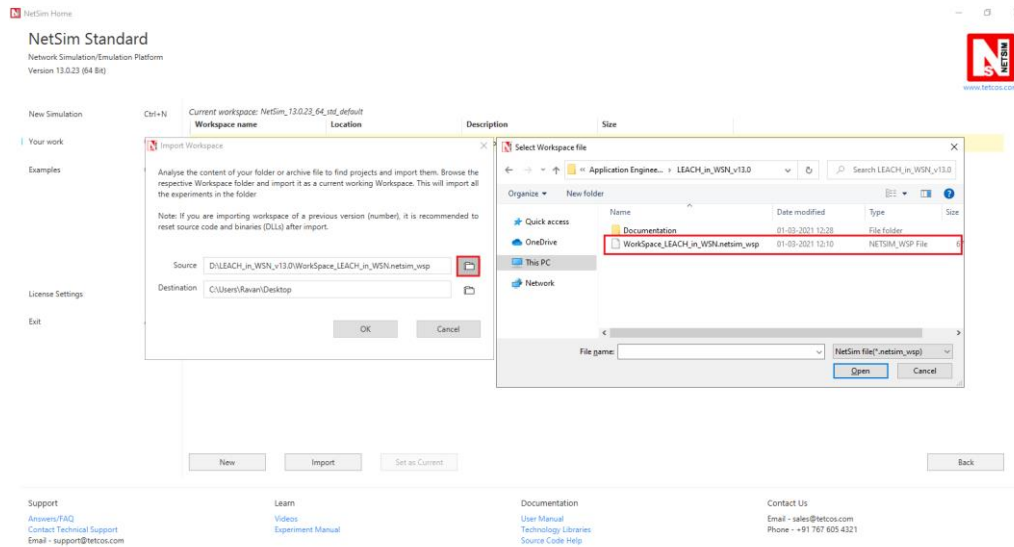 NetSim Home
NetSim Standard
Network Simulation/Emulation Platform
Version 13.0.23 (64 Bit)
NETSIM
www.tetcos.com
New Simulation Ctrl+N
Your work
Examples
License Settings
Exit
Current workspace: NetSim_13.0.23_64_std_default
Workspace name Location Description Size
Import Workspace
Analyse the content of your folder or archive file to find projects and import them. Browse the
respective Workspace folder and import it as a current working Workspace. This will import all
the experiments in the folder
Note: If you are importing workspace of a previous version (number), it is recommended to
reset source code and binaries (DLLs) after import.
Source D:\LEACH_in_WSN_v13.0\WorkSpace_LEACH_in_WSN.netsim_wsp
Destination C:\Users\Ravan\Desktop
OK Cancel
Select Workspace file
« Application Enginee... › LEACH_in_WSN_v13.0 Search LEACH_in_WSN_v13.0
Organize New folder
Quick access
OneDrive
This PC
Network
Name Date modified Type Size
Documentation 01-03-2021 12:28 File folder
WorkSpace_LEACH_in_WSN.netsim_wsp 01-03-2021 12:10 NETSIM_WSP File
File name: NetSim file(*.netsim_wsp)
Open Cancel
New Import Set as Current Back
Support
Answers/FAQ
Contact Technical Support
Email - support@tetcos.com
Learn
Videos
Experiment Manual
Documentation
User Manual
Technology Libraries
Source Code Help
Contact Us
Email - sales@tetcos.com
Phone - +91 767 605 4321